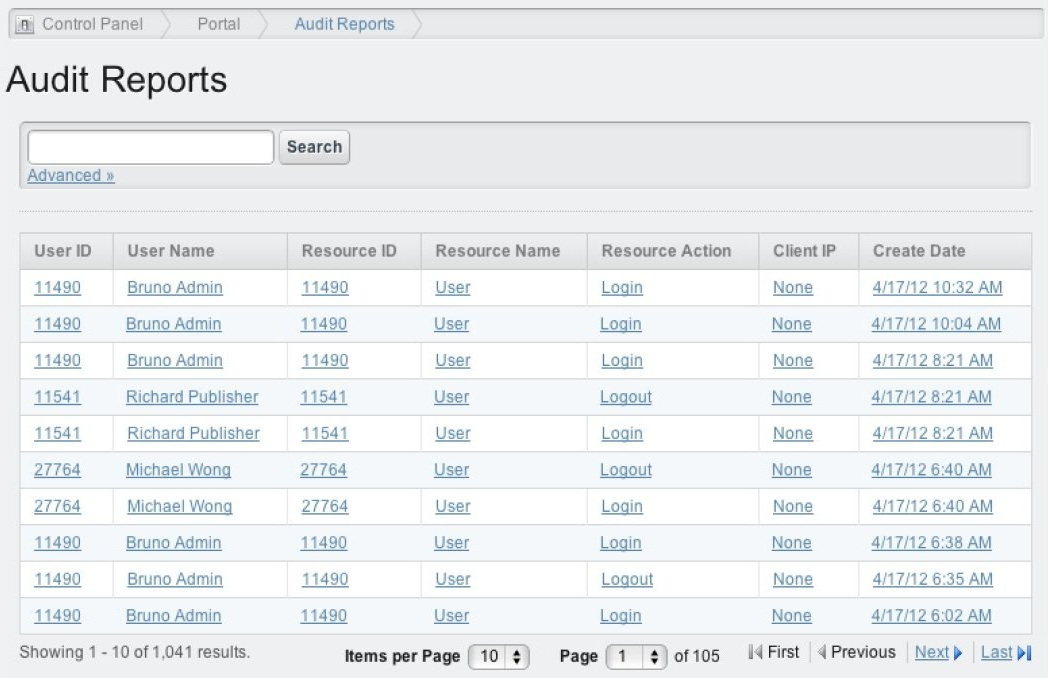 Control Panel Portal Audit Reports
Audit Reports
Search
Advanced »
User ID User Name Resource ID Resource Name Resource Action Client IP Create Date
11490 Bruno Admin 11490 User Login None 4/17/12 10:32 AM
11490 Bruno Admin 11490 User Login None 4/17/12 10:04 AM
11490 Bruno Admin 11490 User Login None 4/17/12 8:21 AM
11541 Richard Publisher 11541 User Logout None 4/17/12 8:21 AM
11541 Richard Publisher 11541 User Login None 4/17/12 8:21 AM
27764 Michael Wong 27764 User Logout None 4/17/12 6:40 AM
27764 Michael Wong 27764 User Login None 4/17/12 6:40 AM
11490 Bruno Admin 11490 User Login None 4/17/12 6:38 AM
11490 Bruno Admin 11490 User Logout None 4/17/12 6:35 AM
11490 Bruno Admin 11490 User Login None 4/17/12 6:02 AM
Showing 1 - 10 of 1,041 results. Items per Page 10 Page 1 of 105 First Previous Next Last